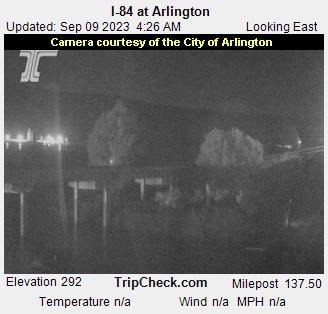 I-84 at Arlington
Updated: Sep 09 2023 4:26 AM Looking East
Camera courtesy of the City of Arlington
Elevation 292 TripCheck.com Milepost 137.50
Temperature n/a Wind n/a MPH n/a